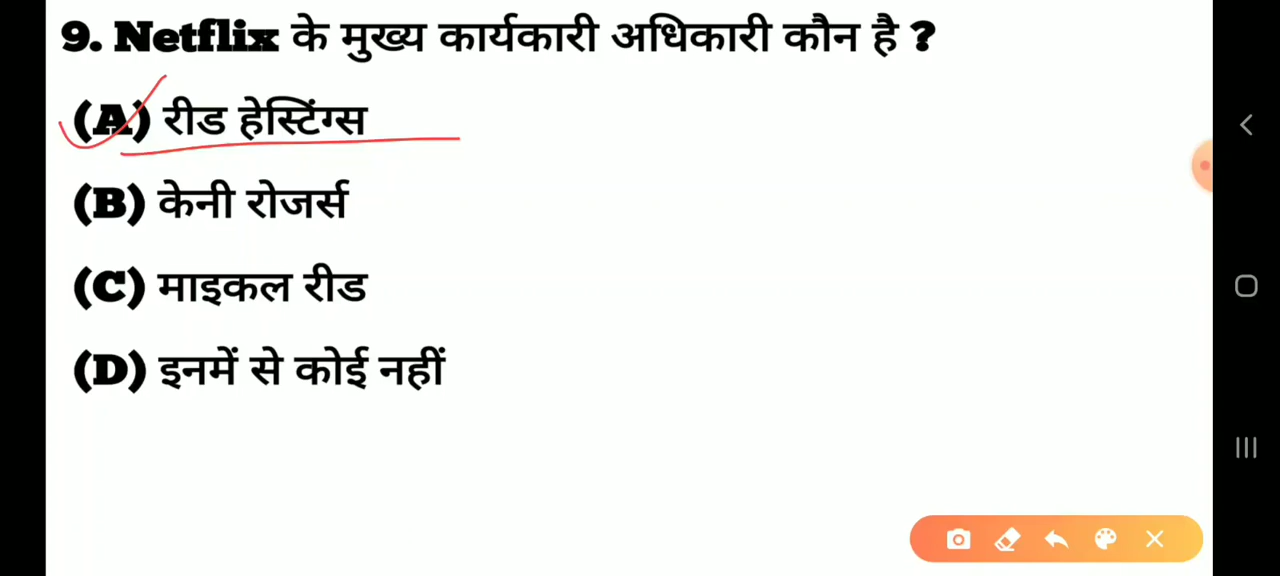 9. Netflix के मुख्य कार्यकारी अधिकारी कौन है ?
(A) रीड हेस्टिंग्स
(B) केनी रोजर्स
(C) माइकल रीड
(D) इनमें से कोई नहीं